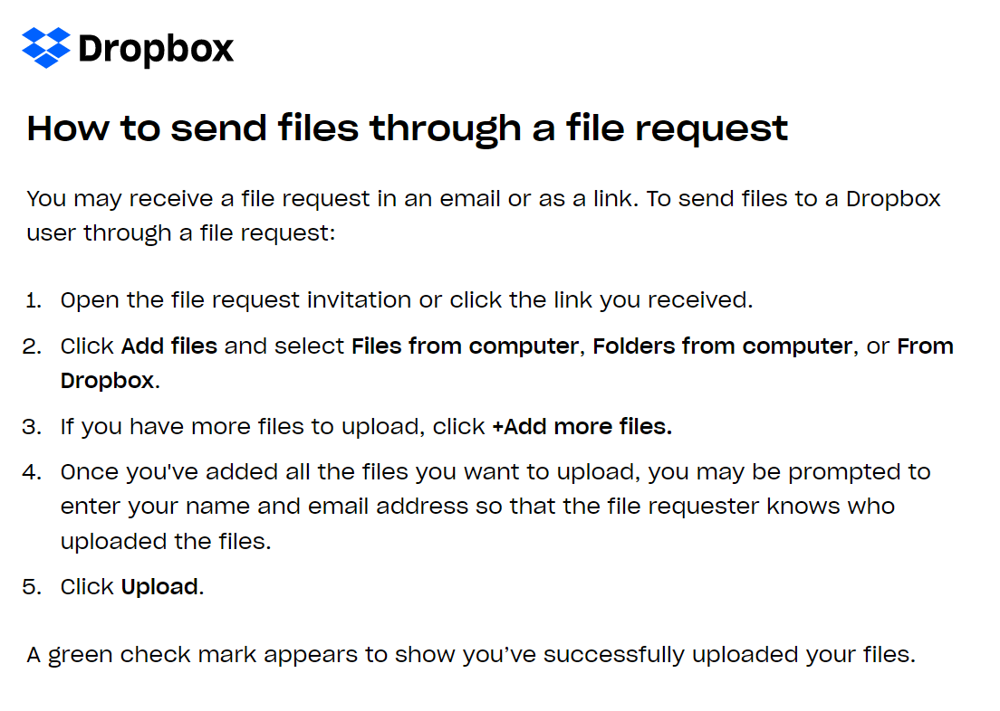 Dropbox
How to send files through a file request
You may receive a file request in an email or as a link. To send files to a Dropbox
user through a file request:
1. Open the file request invitation or click the link you received.
2. Click Add files and select Files from computer, Folders from computer, or From
Dropbox.
3. If you have more files to upload, click +Add more files.
4. Once you've added all the files you want to upload, you may be prompted to
enter your name and email address so that the file requester knows who
uploaded the files.
5. Click Upload.
A green check mark appears to show you’ve successfully uploaded your files.